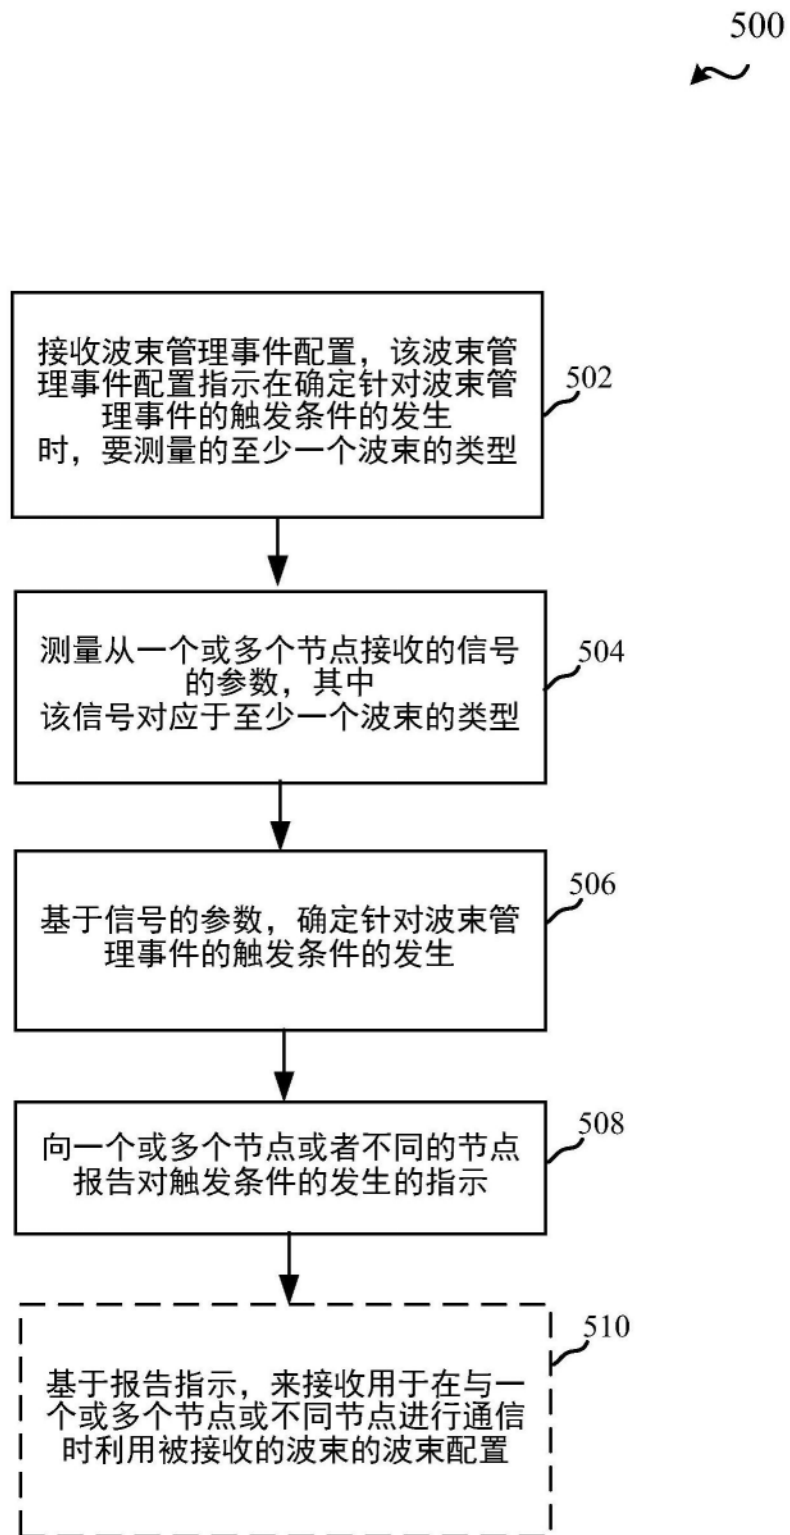 500
接收波束管理事件配置，该波束管
理事件配置指示在确定针对波束管
理事件的触发条件的发生
时，要测量的至少一个波束的类型
502
测量从一个或多个节点接收的信号
的参数，其中
该信号对应于至少一个波束的类型
504
基于信号的参数，确定针对波束管
理事件的触发条件的发生
506
向一个或多个节点或者不同的节点
报告对触发条件的发生的指示
508
基于报告指示，来接收用于在与一
个或多个节点或不同节点进行通信
时利用被接收的波束的波束配置
510